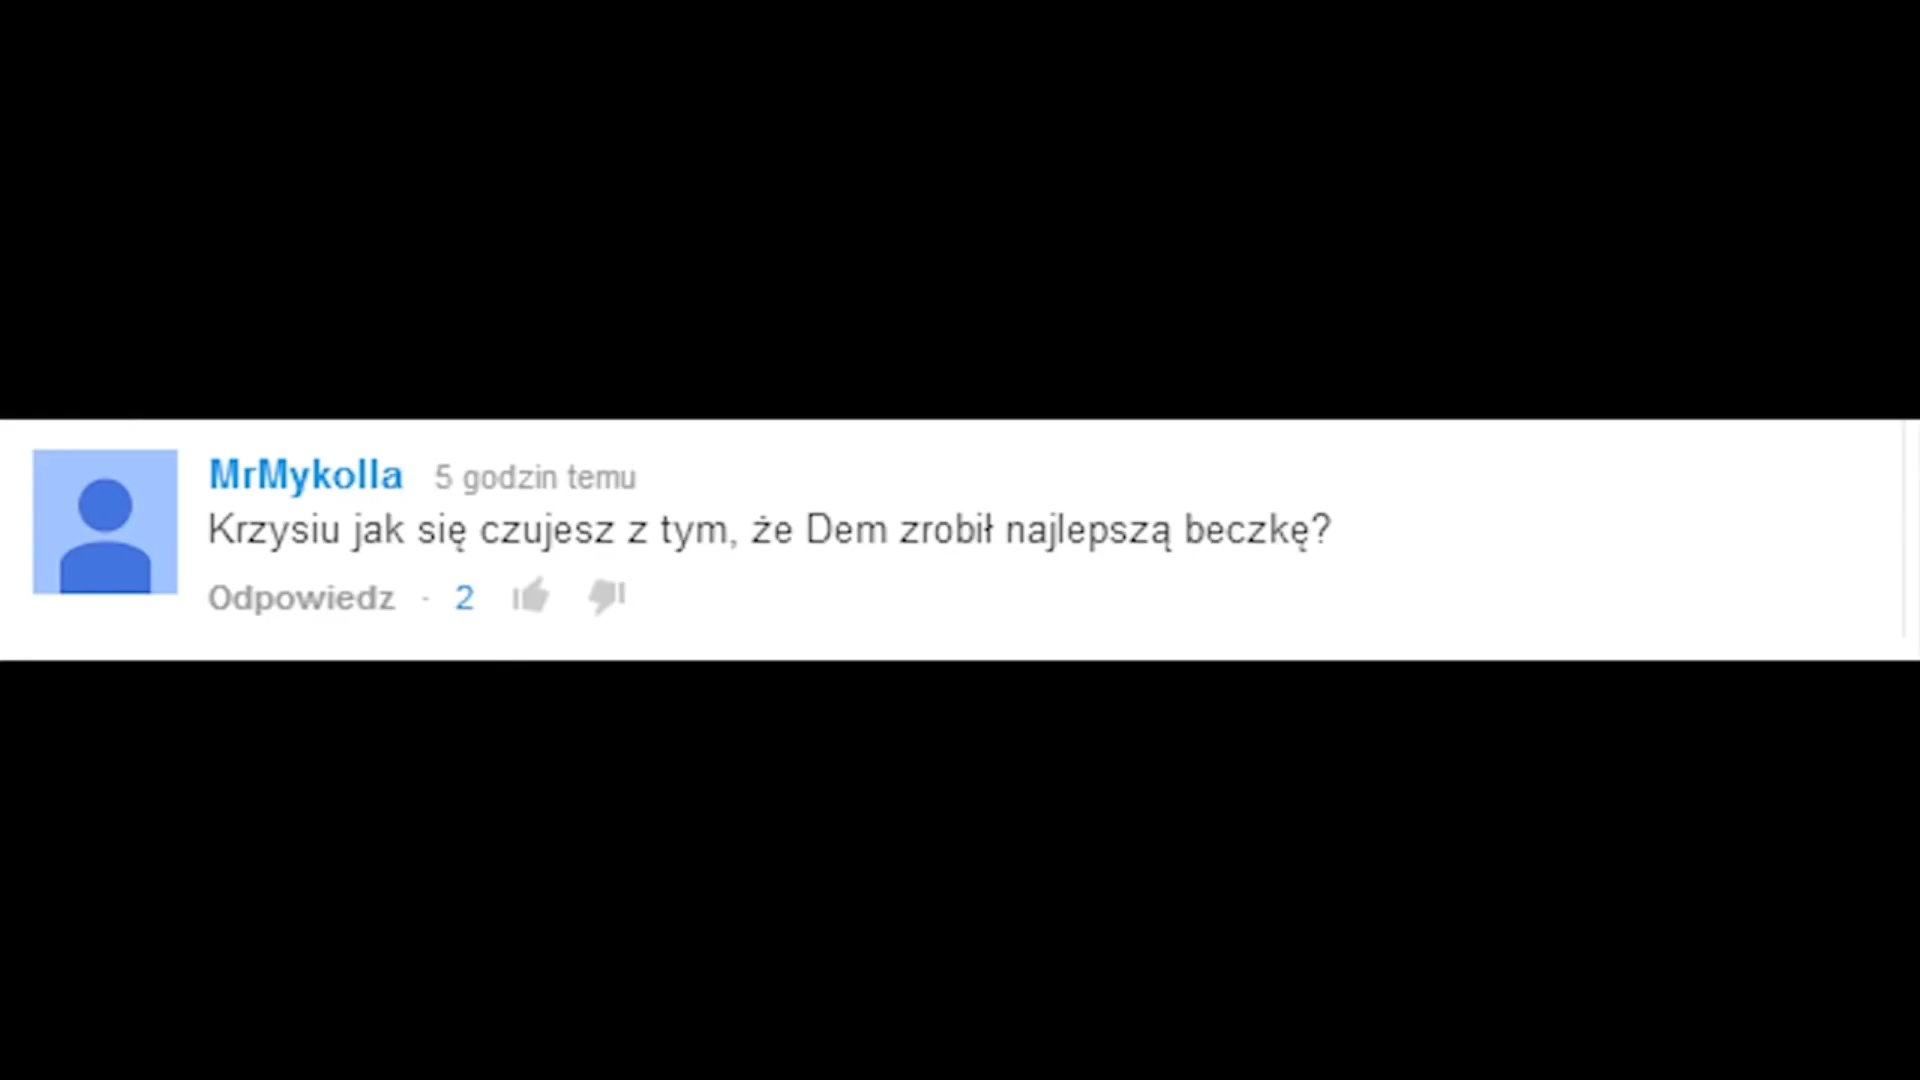 MrMykolla 5 godzin temu
Krzysiu jak się czujesz z tym, że Dem zrobił najlepszą beczkę?
Odpowiedz · 2